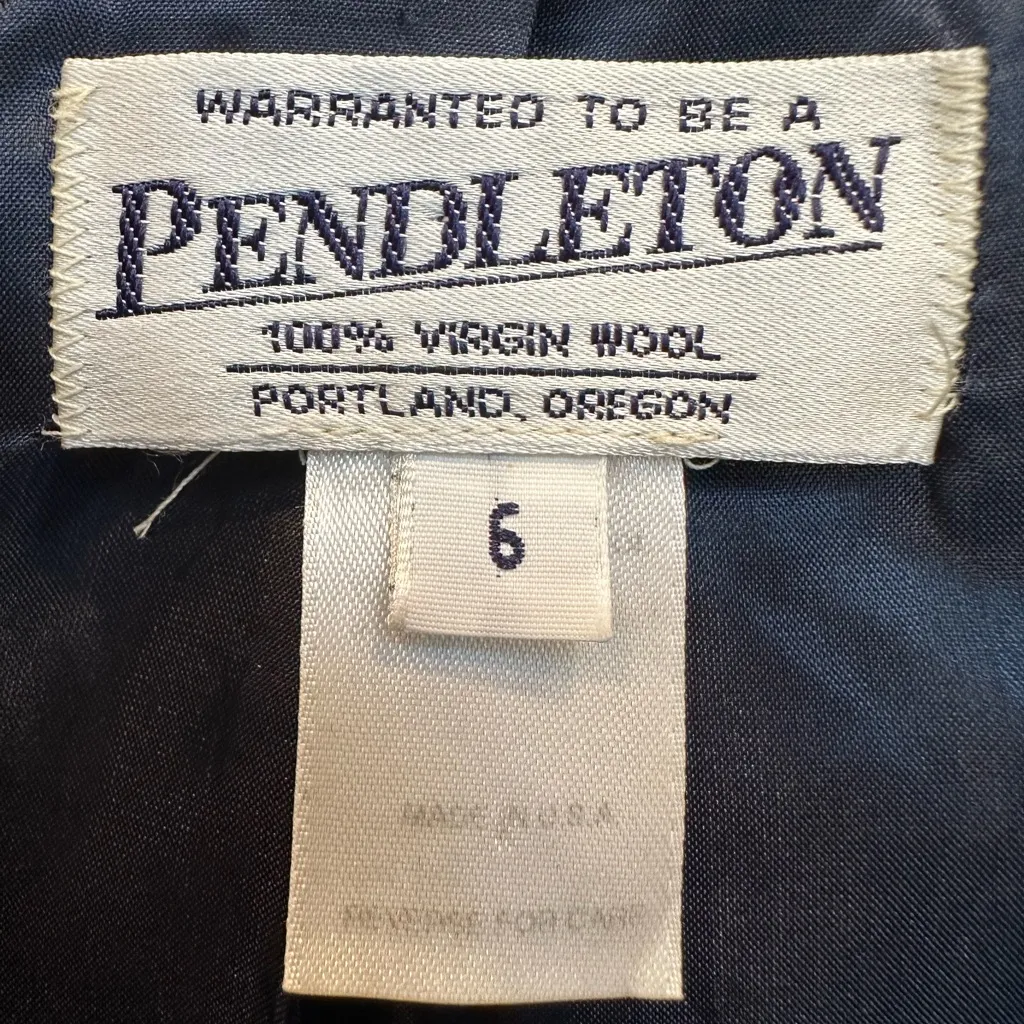 WARRANTED TO BE A
PENDLETON
100% VIRGIN WOOL
PORTLAND, OREGON
6
MADE IN U.S.A
REVERSE FOR CARE